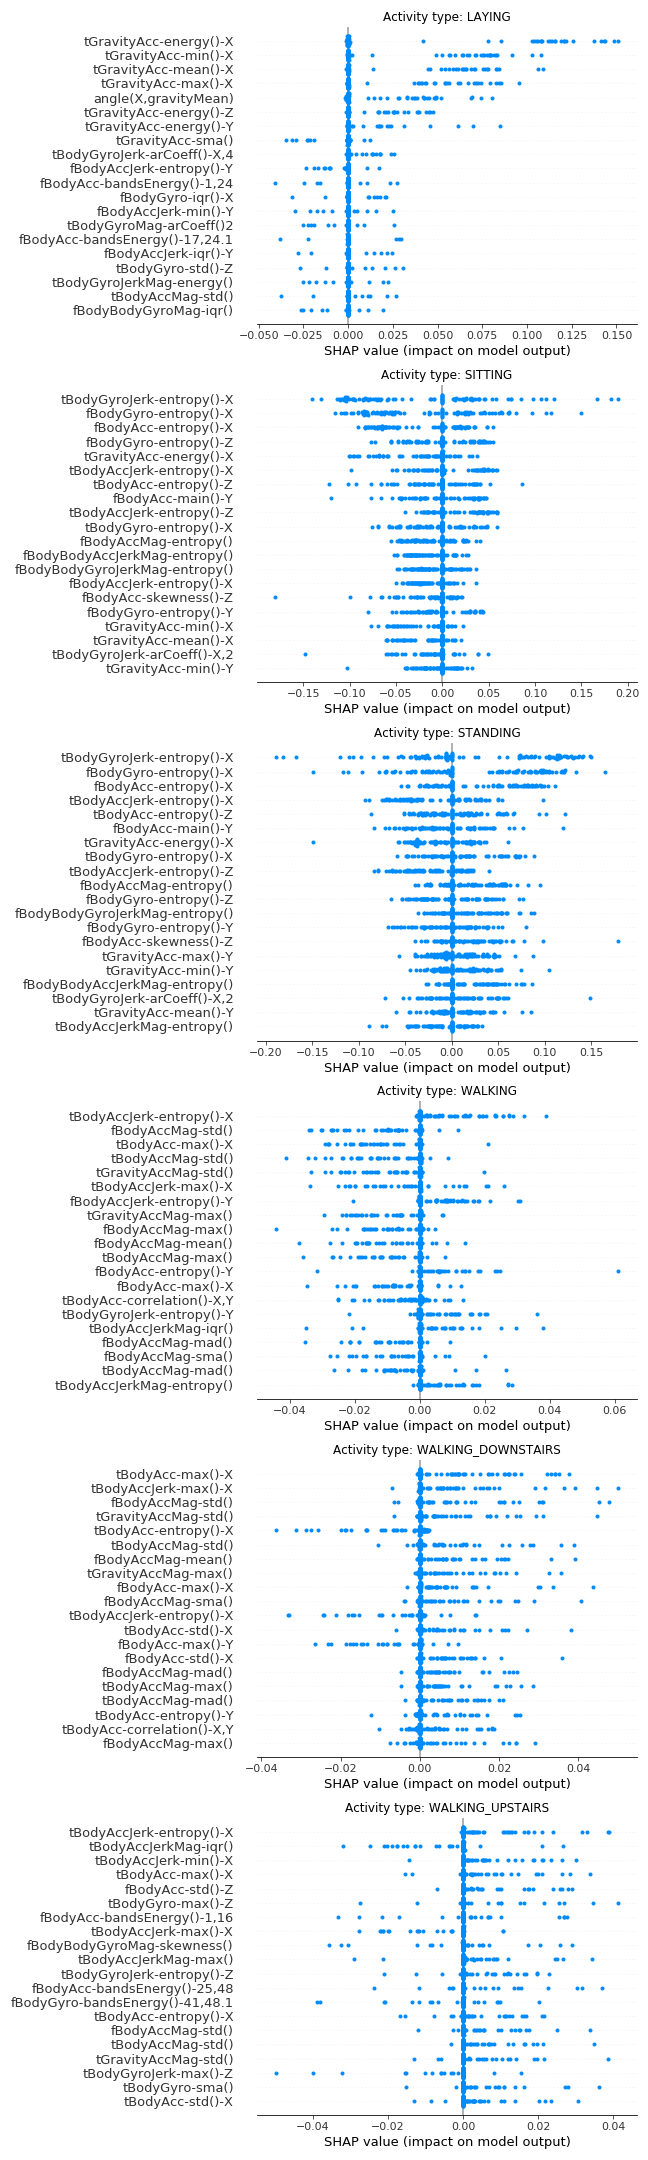 Activity type: LAYING
tGravityAcc-energy()-X
tGravityAcc-min()-X
tGravityAcc-mean()-X
tGravityAcc-max()-X
angle(X,gravityMean)
tGravityAcc-energy()-Z
tGravityAcc-energy()-Y
tGravityAcc-sma()
tBodyGyroJerk-arCoeff()-X,4
fBodyAccJerk-entropy()-Y
fBodyAcc-bandsEnergy()-1,24
fBodyGyro-iqr()-X
fBodyAccJerk-min()-Y
tBodyGyroMag-arCoeff()2
fBodyAcc-bandsEnergy()-17,24.1
fBodyAccJerk-iqr()-Y
tBodyGyro-std()-Z
tBodyGyroJerkMag-energy()
tBodyAccMag-std()
fBodyBodyGyroMag-iqr()
−0.050 −0.025 0.000 0.025 0.050 0.075 0.100 0.125 0.150
SHAP value (impact on model output)
Activity type: SITTING
tBodyGyroJerk-entropy()-X
fBodyGyro-entropy()-X
fBodyAcc-entropy()-X
fBodyGyro-entropy()-Z
tGravityAcc-energy()-X
tBodyAccJerk-entropy()-X
tBodyAcc-entropy()-Z
fBodyAcc-main()-Y
tBodyAccJerk-entropy()-Z
tBodyGyro-entropy()-X
fBodyAccMag-entropy()
fBodyBodyAccJerkMag-entropy()
fBodyBodyGyroJerkMag-entropy()
fBodyAccJerk-entropy()-X
fBodyAcc-skewness()-Z
fBodyGyro-entropy()-Y
tGravityAcc-min()-X
tGravityAcc-mean()-X
tBodyGyroJerk-arCoeff()-X,2
tGravityAcc-min()-Y
−0.15 −0.10 −0.05 0.00 0.05 0.10 0.15 0.20
SHAP value (impact on model output)
Activity type: STANDING
tBodyGyroJerk-entropy()-X
fBodyGyro-entropy()-X
fBodyAcc-entropy()-X
tBodyAccJerk-entropy()-X
tBodyAcc-entropy()-Z
fBodyAcc-main()-Y
tGravityAcc-energy()-X
tBodyGyro-entropy()-X
tBodyAccJerk-entropy()-Z
fBodyAccMag-entropy()
fBodyGyro-entropy()-Z
fBodyBodyGyroJerkMag-entropy()
fBodyGyro-entropy()-Y
fBodyAcc-skewness()-Z
tGravityAcc-max()-Y
tGravityAcc-min()-Y
fBodyBodyAccJerkMag-entropy()
tBodyGyroJerk-arCoeff()-X,2
tGravityAcc-mean()-Y
tBodyAccJerkMag-entropy()
−0.20 −0.15 −0.10 −0.05 0.00 0.05 0.10 0.15
SHAP value (impact on model output)
Activity type: WALKING
tBodyAccJerk-entropy()-X
fBodyAccMag-std()
tBodyAcc-max()-X
tBodyAccMag-std()
tGravityAccMag-std()
tBodyAccJerk-max()-X
fBodyAccJerk-entropy()-Y
tGravityAccMag-max()
fBodyAccMag-max()
fBodyAccMag-mean()
tBodyAccMag-max()
fBodyAcc-entropy()-Y
fBodyAcc-max()-X
tBodyAcc-correlation()-X,Y
tBodyGyroJerk-entropy()-Y
tBodyAccJerkMag-iqr()
fBodyAccMag-mad()
fBodyAccMag-sma()
tBodyAccMag-mad()
tBodyAccJerkMag-entropy()
−0.04 −0.02 0.00 0.02 0.04 0.06
SHAP value (impact on model output)
Activity type: WALKING_DOWNSTAIRS
tBodyAcc-max()-X
tBodyAccJerk-max()-X
fBodyAccMag-std()
tGravityAccMag-std()
tBodyAcc-entropy()-X
tBodyAccMag-std()
fBodyAccMag-mean()
tGravityAccMag-max()
fBodyAcc-max()-X
fBodyAccMag-sma()
tBodyAccJerk-entropy()-X
tBodyAcc-std()-X
fBodyAcc-max()-Y
fBodyAcc-std()-X
fBodyAccMag-mad()
tBodyAccMag-max()
tBodyAccMag-mad()
tBodyAcc-entropy()-Y
tBodyAcc-correlation()-X,Y
fBodyAccMag-max()
−0.04 −0.02 0.00 0.02 0.04
SHAP value (impact on model output)
Activity type: WALKING_UPSTAIRS
tBodyAccJerk-entropy()-X
tBodyAccJerkMag-iqr()
tBodyAccJerk-min()-X
tBodyAcc-max()-X
fBodyAcc-std()-Z
tBodyGyro-max()-Z
fBodyAcc-bandsEnergy()-1,16
tBodyAccJerk-max()-X
fBodyBodyGyroMag-skewness()
tBodyAccJerkMag-max()
tBodyGyroJerk-entropy()-Z
fBodyAcc-bandsEnergy()-25,48
fBodyGyro-bandsEnergy()-41,48.1
tBodyAcc-entropy()-X
fBodyAccMag-std()
tBodyAccMag-std()
tGravityAccMag-std()
tBodyGyroJerk-max()-Z
tBodyGyro-sma()
tBodyAcc-std()-X
−0.04 −0.02 0.00 0.02 0.04
SHAP value (impact on model output)